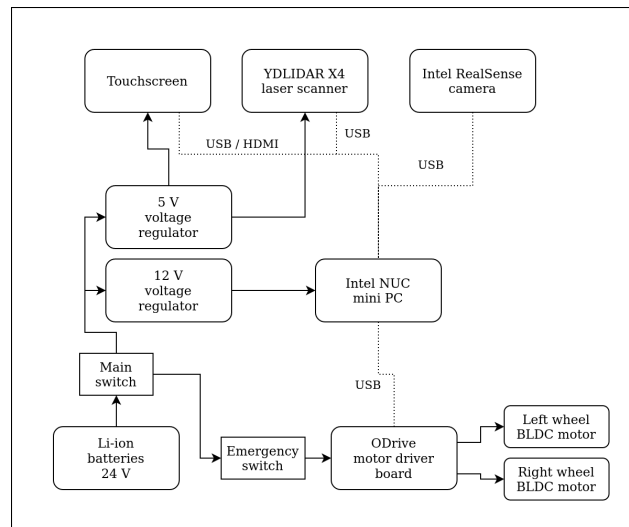 Touchscreen
YDLIDAR X4
laser scanner
Intel RealSense
camera
USB / HDMI
USB
USB
5 V
voltage
regulator
12 V
voltage
regulator
Intel NUC
mini PC
Main
switch
USB
Li-ion
batteries
24 V
Emergency
switch
ODrive
motor driver
board
Left wheel
BLDC motor
Right wheel
BLDC motor